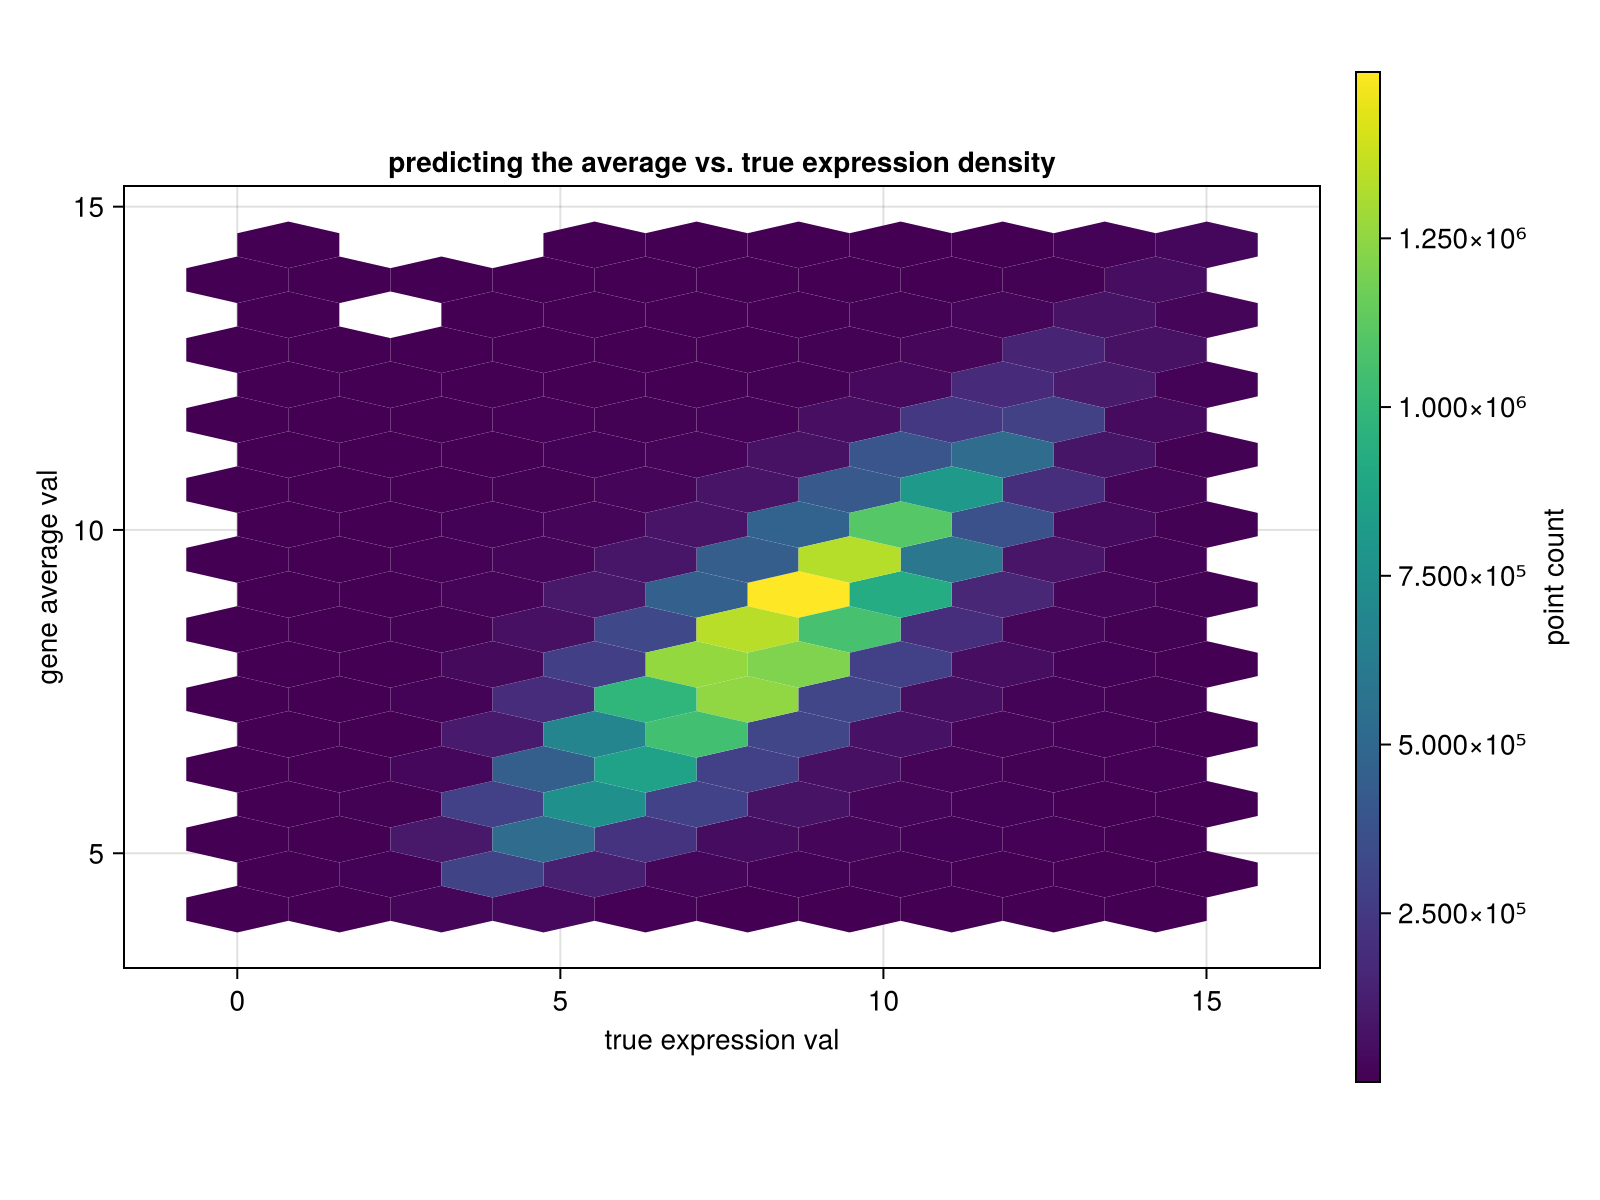 predicting the average vs. true expression density
15
10
5
gene average val
0 5 10 15
true expression val
1.250×10⁶
1.000×10⁶
7.500×10⁵
5.000×10⁵
2.500×10⁵
point count